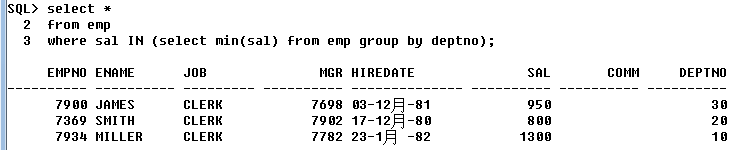 SQL> select *
  2  from emp
  3  where sal IN (select min(sal) from emp group by deptno);
     EMPNO ENAME      JOB              MGR HIREDATE              SAL       COMM     DEPTNO
---------- ---------- --------- ---------- -------------- ---------- ---------- ----------
      7900 JAMES      CLERK           7698 03-12月-81            950                    30
      7369 SMITH      CLERK           7902 17-12月-80            800                    20
      7934 MILLER     CLERK           7782 23-1月 -82           1300                    10